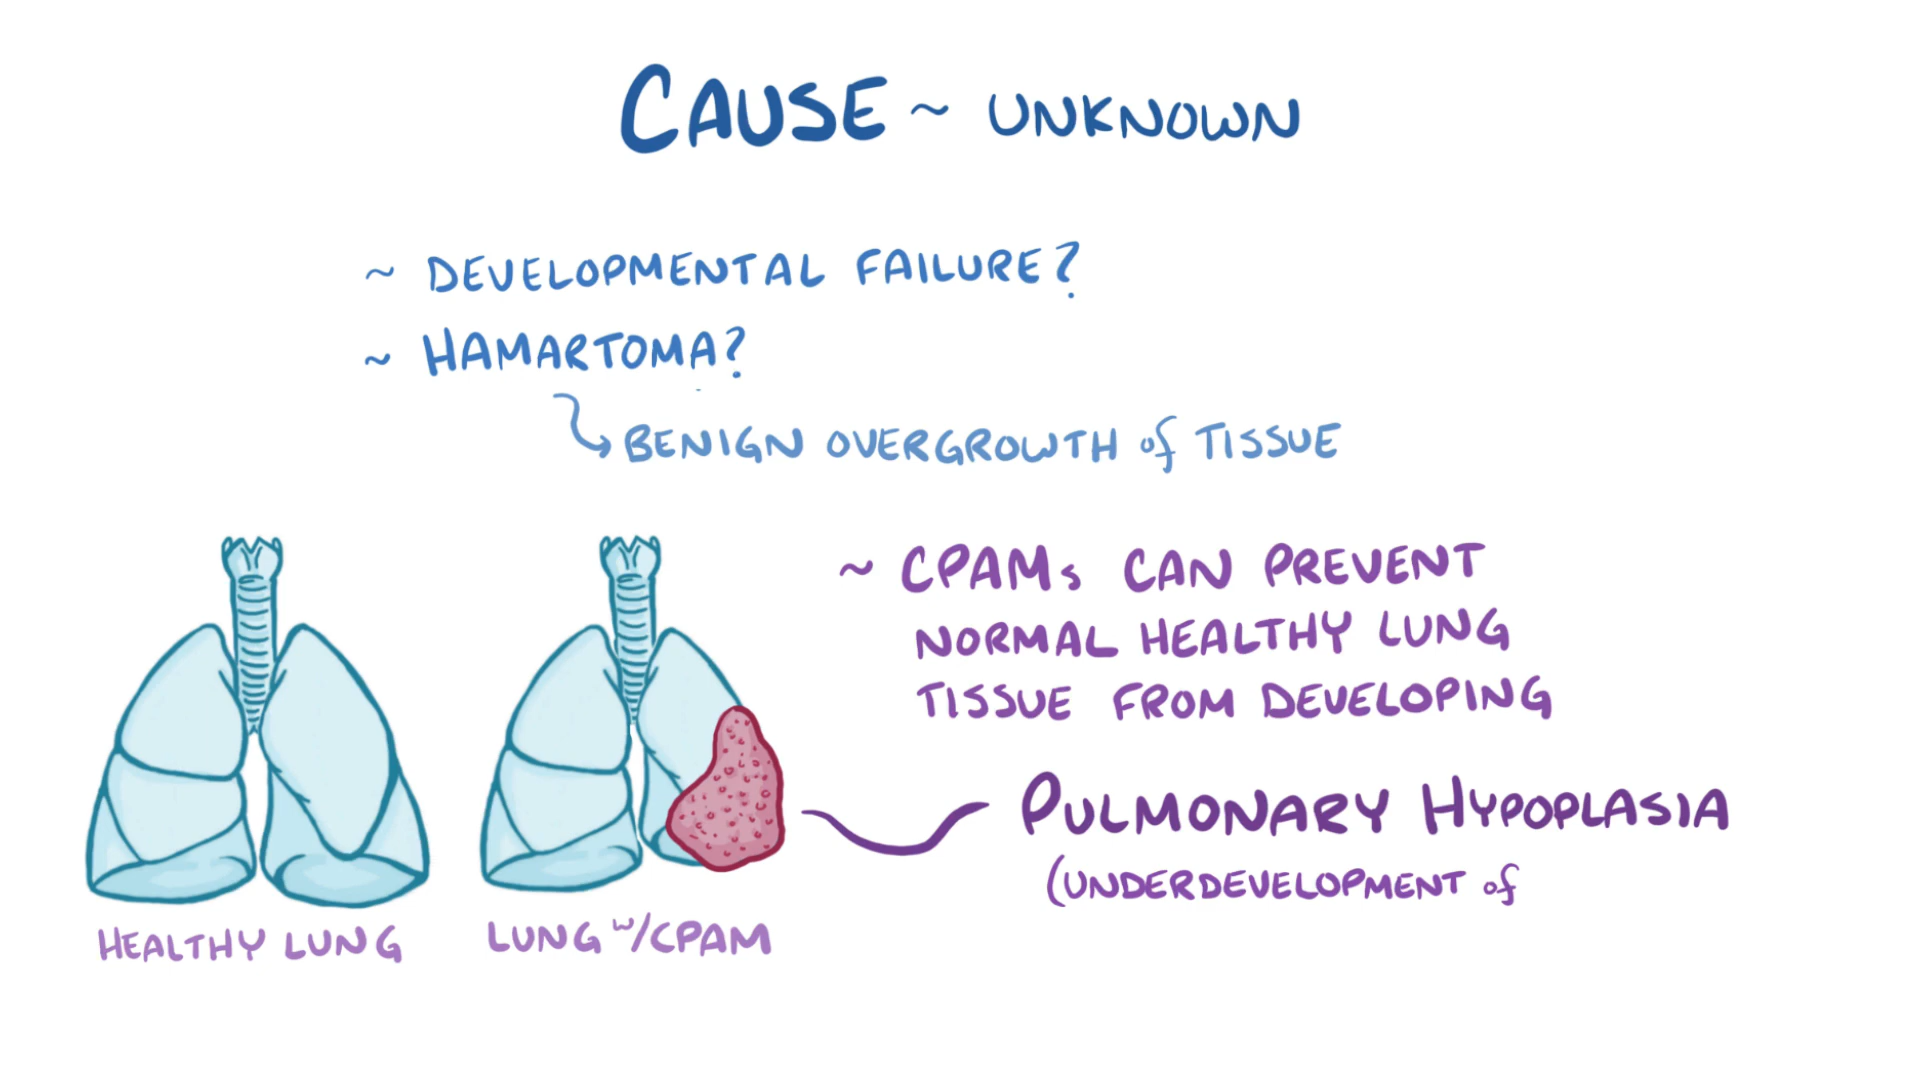 CAUSE ~ UNKNOWN
~ DEVELOPMENTAL FAILURE?
~ HAMARTOMA?
BENIGN OVERGROWTH of TISSUE
~ CPAMs CAN PREVENT
NORMAL HEALTHY LUNG
TISSUE FROM DEVELOPING
PULMONARY HYPOPLASIA
(UNDERDEVELOPMENT of
HEALTHY LUNG
LUNG w/CPAM